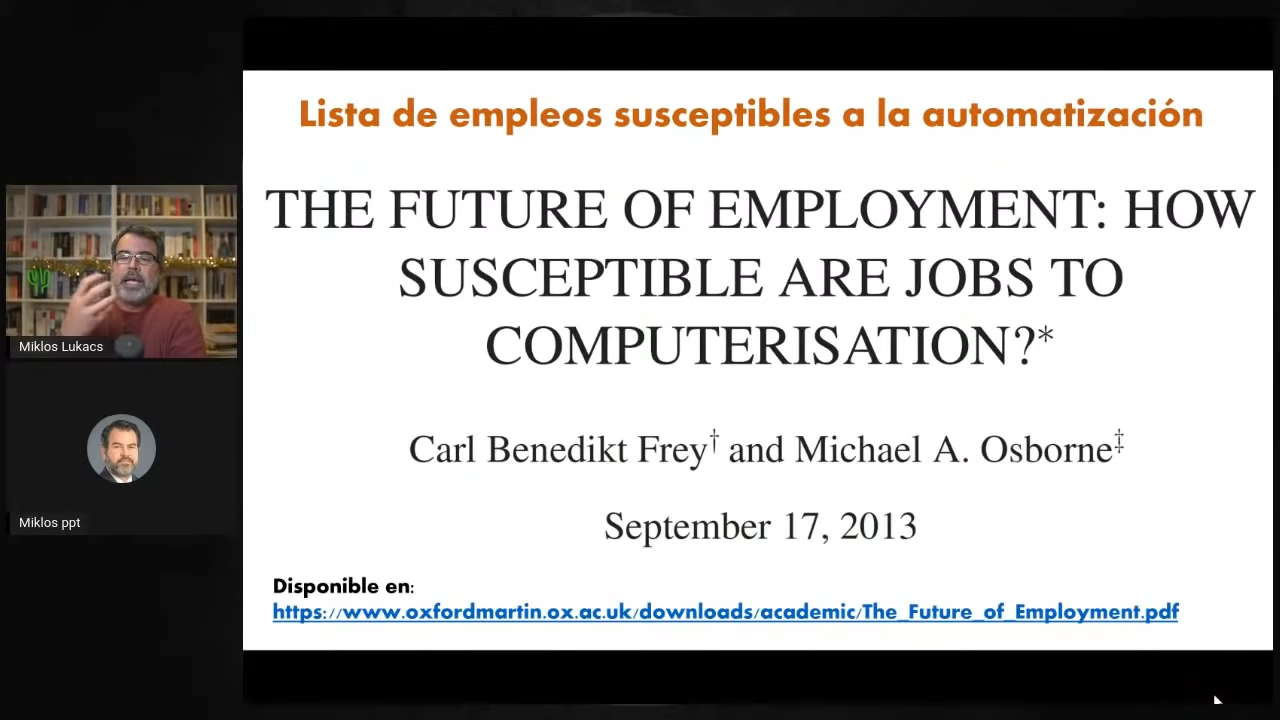 Lista de empleos susceptibles a la automatización
THE FUTURE OF EMPLOYMENT: HOW
SUSCEPTIBLE ARE JOBS TO
COMPUTERISATION?*
Carl Benedikt Frey† and Michael A. Osborne‡
September 17, 2013
Disponible en:
https://www.oxfordmartin.ox.ac.uk/downloads/academic/The_Future_of_Employment.pdf
Miklos Lukacs
Miklos ppt